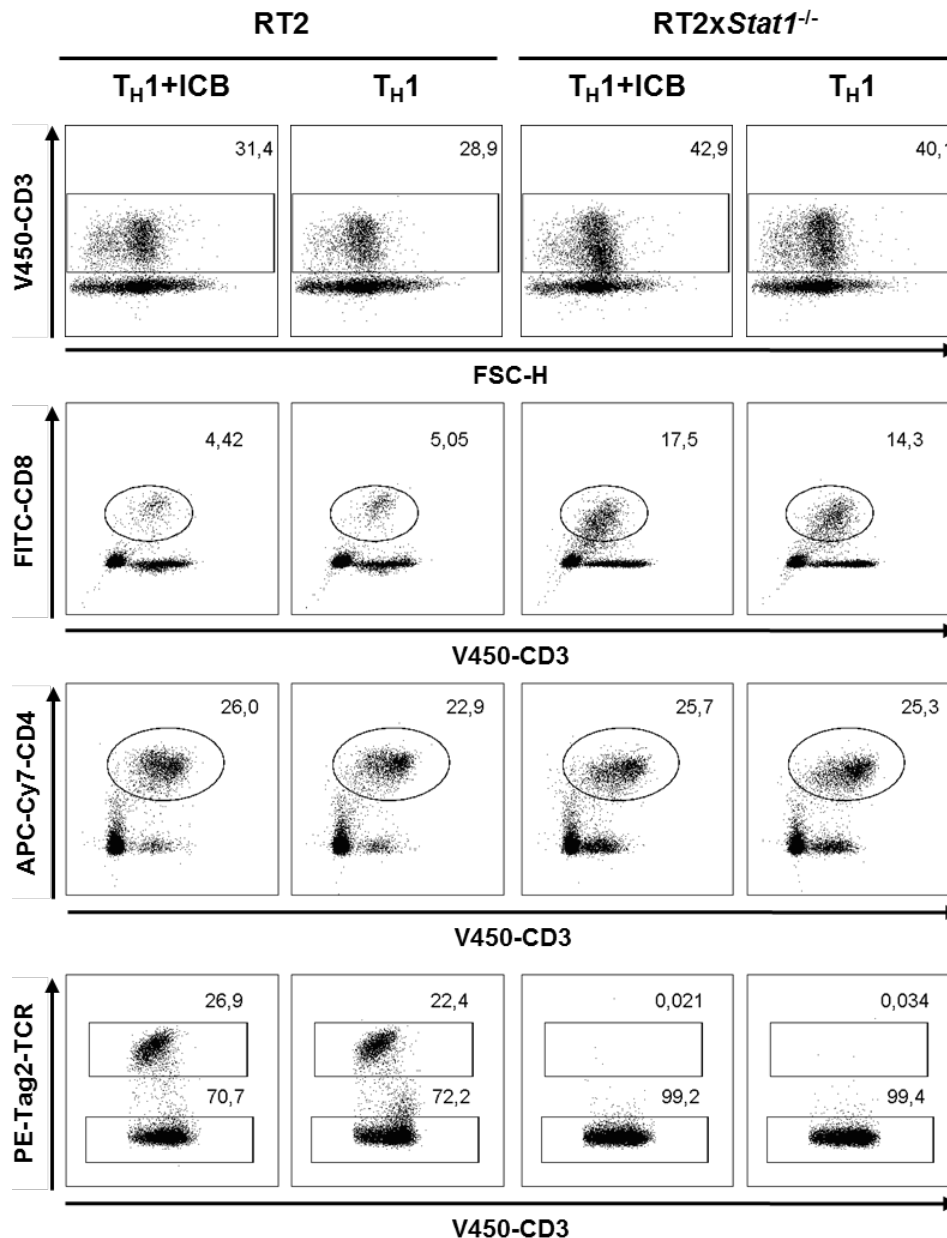 RT2 RT2xStat1-/-
TH1+ICB TH1 TH1+ICB TH1
V450-CD3
31,4 28,9 42,9 40,1
FSC-H
FITC-CD8
4,42 5,05 17,5 14,3
V450-CD3
APC-Cy7-CD4
26,0 22,9 25,7 25,3
V450-CD3
PE-Tag2-TCR
26,9 22,4 0,021 0,034
70,7 72,2 99,2 99,4
V450-CD3